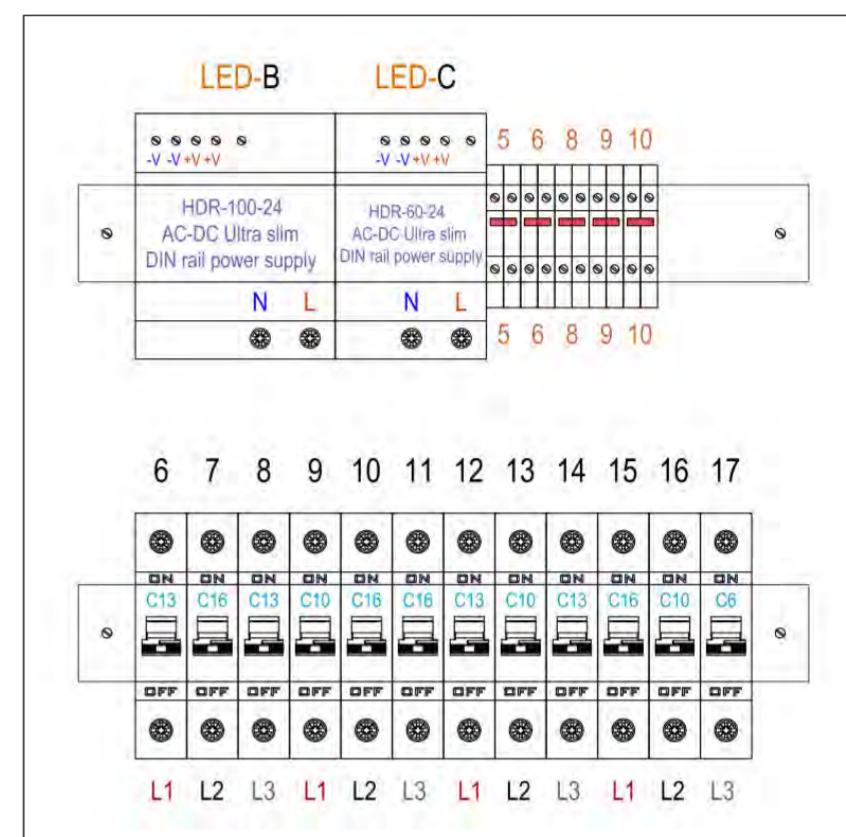 LED-B LED-C
5 6 8 9 10
-V -V +V +V -V -V +V +V
HDR-100-24
AC-DC Ultra slim
DIN rail power supply
HDR-60-24
AC-DC Ultra slim
DIN rail power supply
N L N L
5 6 8 9 10
6 7 8 9 10 11 12 13 14 15 16 17
ON ON ON ON ON ON ON ON ON ON ON ON
C13 C16 C13 C10 C16 C16 C13 C10 C13 C16 C10 C6
OFF OFF OFF OFF OFF OFF OFF OFF OFF OFF OFF OFF
L1 L2 L3 L1 L2 L3 L1 L2 L3 L1 L2 L3